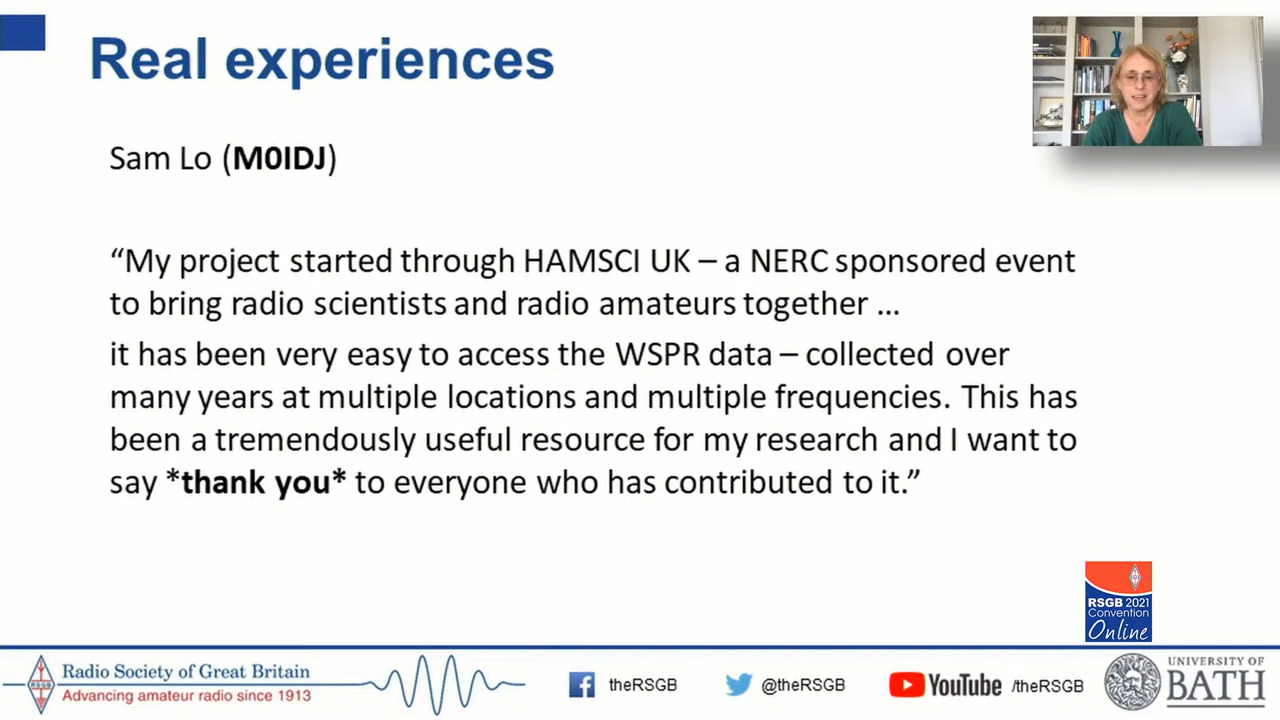 Real experiences
Sam Lo (M0IDJ)
“My project started through HAMSCI UK – a NERC sponsored event
to bring radio scientists and radio amateurs together ...
it has been very easy to access the WSPR data – collected over
many years at multiple locations and multiple frequencies. This has
been a tremendously useful resource for my research and I want to
say *thank you* to everyone who has contributed to it.”
RSGB 2021
Convention
Online
RSGB
Radio Society of Great Britain
Advancing amateur radio since 1913
theRSGB
@theRSGB
YouTube /theRSGB
UNIVERSITY OF
BATH